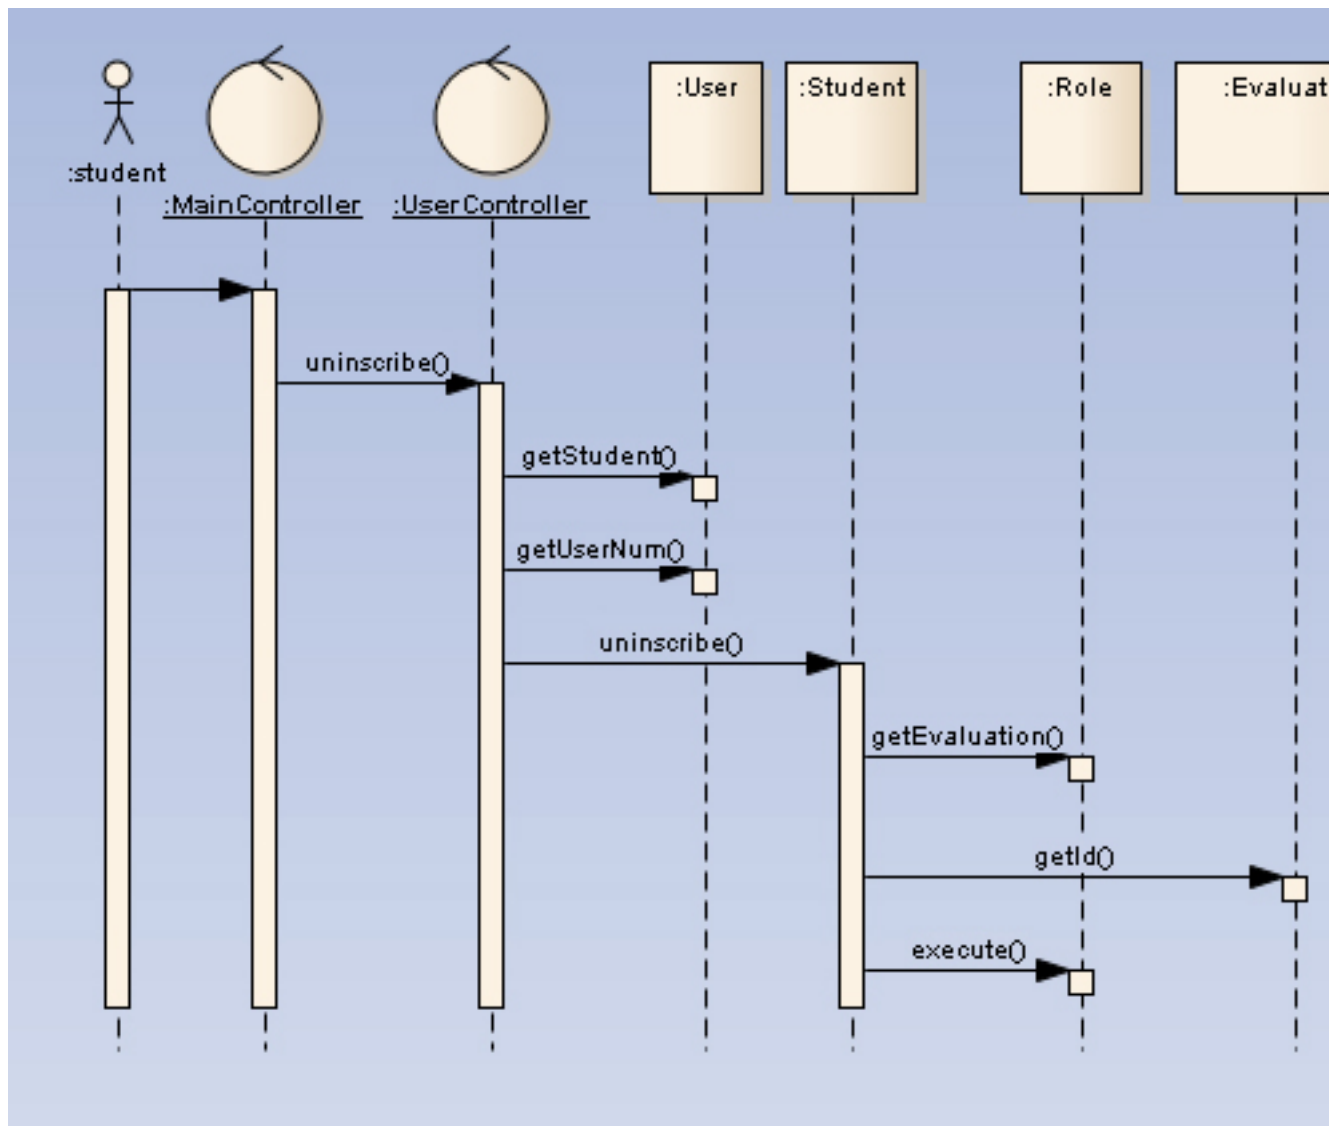 :User
:Student
:Role
:Evaluat
:student
:MainController
:UserController
uninscribe()
getStudent()
getUserNum()
uninscribe()
getEvaluation()
getId()
execute()